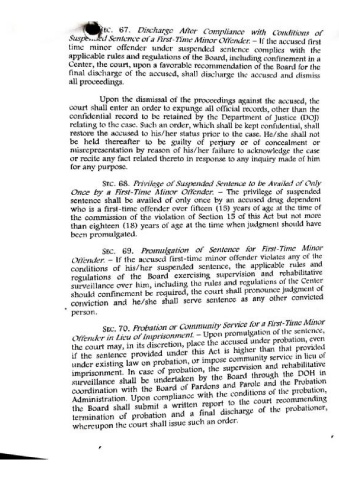 SEC. 67. Discharge After Compliance with Conditions of
Suspended Sentence of a First-Time Minor Offender. – If the accused first
time minor offender under suspended sentence complies with the
applicable rules and regulations of the Board, including confinement in a
Center, the court, upon a favorable recommendation of the Board for the
final discharge of the accused, shall discharge the accused and dismiss
all proceedings.
Upon the dismissal of the proceedings against the accused, the
court shall enter an order to expunge all official records, other than the
confidential record to be retained by the Department of Justice (DOJ)
relating to the case. Such an order, which shall be kept confidential, shall
restore the accused to his/her status prior to the case. He/she shall not
be held thereafter to be guilty of perjury or of concealment or
misrepresentation by reason of his/her failure to acknowledge the case
or recite any fact related thereto in response to any inquiry made of him
for any purpose.
SEC. 68. Privilege of Suspended Sentence to be Availed of Only
Once by a First-Time Minor Offender. – The privilege of suspended
sentence shall be availed of only once by an accused drug dependent
who is a first-time offender over fifteen (15) years of age at the time of
the commission of the violation of Section 15 of this Act but not more
than eighteen (18) years of age at the time when judgment should have
been promulgated.
SEC. 69. Promulgation of Sentence for First-Time Minor
Offender. – If the accused first-time minor offender violates any of the
conditions of his/her suspended sentence, the applicable rules and
regulations of the Board exercising supervision and rehabilitative
surveillance over him, including the rules and regulations of the Center
should confinement be required, the court shall pronounce judgment of
conviction and he/she shall serve sentence as any other convicted
person.
SEC. 70. Probation or Community Service for a First-Time Minor
Offender in Lieu of Imprisonment. – Upon promulgation of the sentence,
the court may, in its discretion, place the accused under probation, even
if the sentence provided under this Act is higher than that provided
under existing law on probation, or impose community service in lieu of
imprisonment. In case of probation, the supervision and rehabilitative
surveillance shall be undertaken by the Board through the DOH in
coordination with the Board of Pardons and Parole and the Probation
Administration. Upon compliance with the conditions of the probation,
the Board shall submit a written report to the court recommending
termination of probation and a final discharge of the probationer,
whereupon the court shall issue such an order.